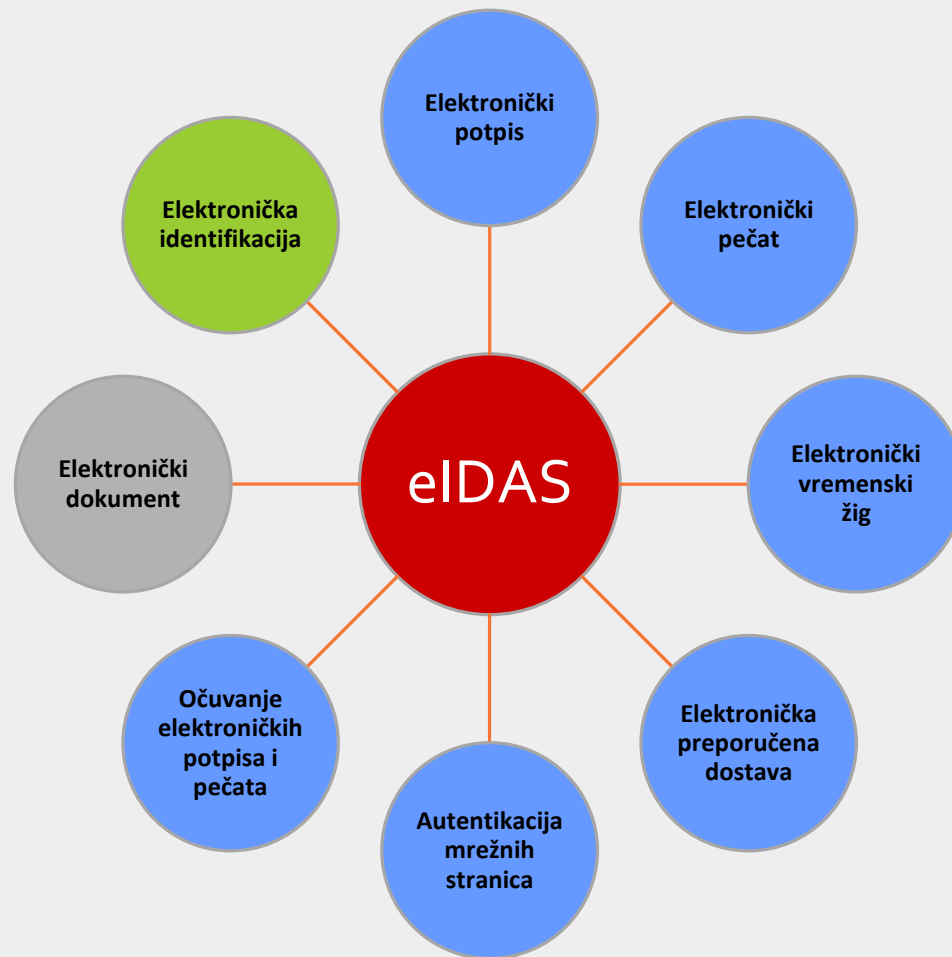 Elektronički
potpis
Elektronički
pečat
Elektronički
vremenski
žig
Elektronička
preporučena
dostava
Autentikacija
mrežnih
stranica
Očuvanje
elektroničkih
potpisa i
pečata
Elektronički
dokument
Elektronička
identifikacija
eIDAS